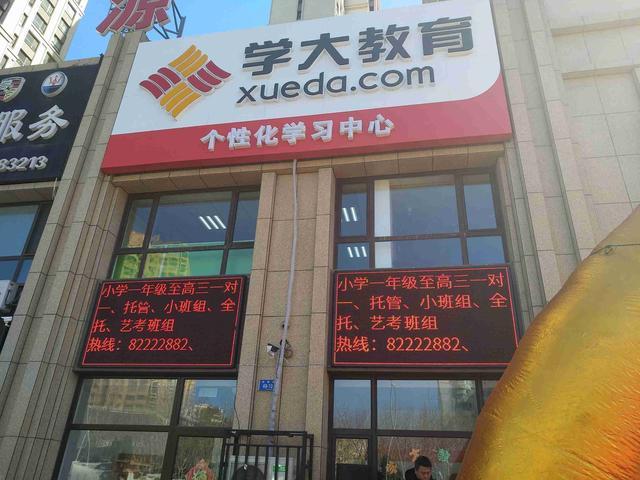 源
服务
83213
学大教育
xueda.com
个性化学习中心
小学一年级至高三一对
一、托管、小班组、全
托、艺考班组
热线：82222882、
小学一年级至高三一对
一、托管、小班组、全
托、艺考班组
热线：82222882、